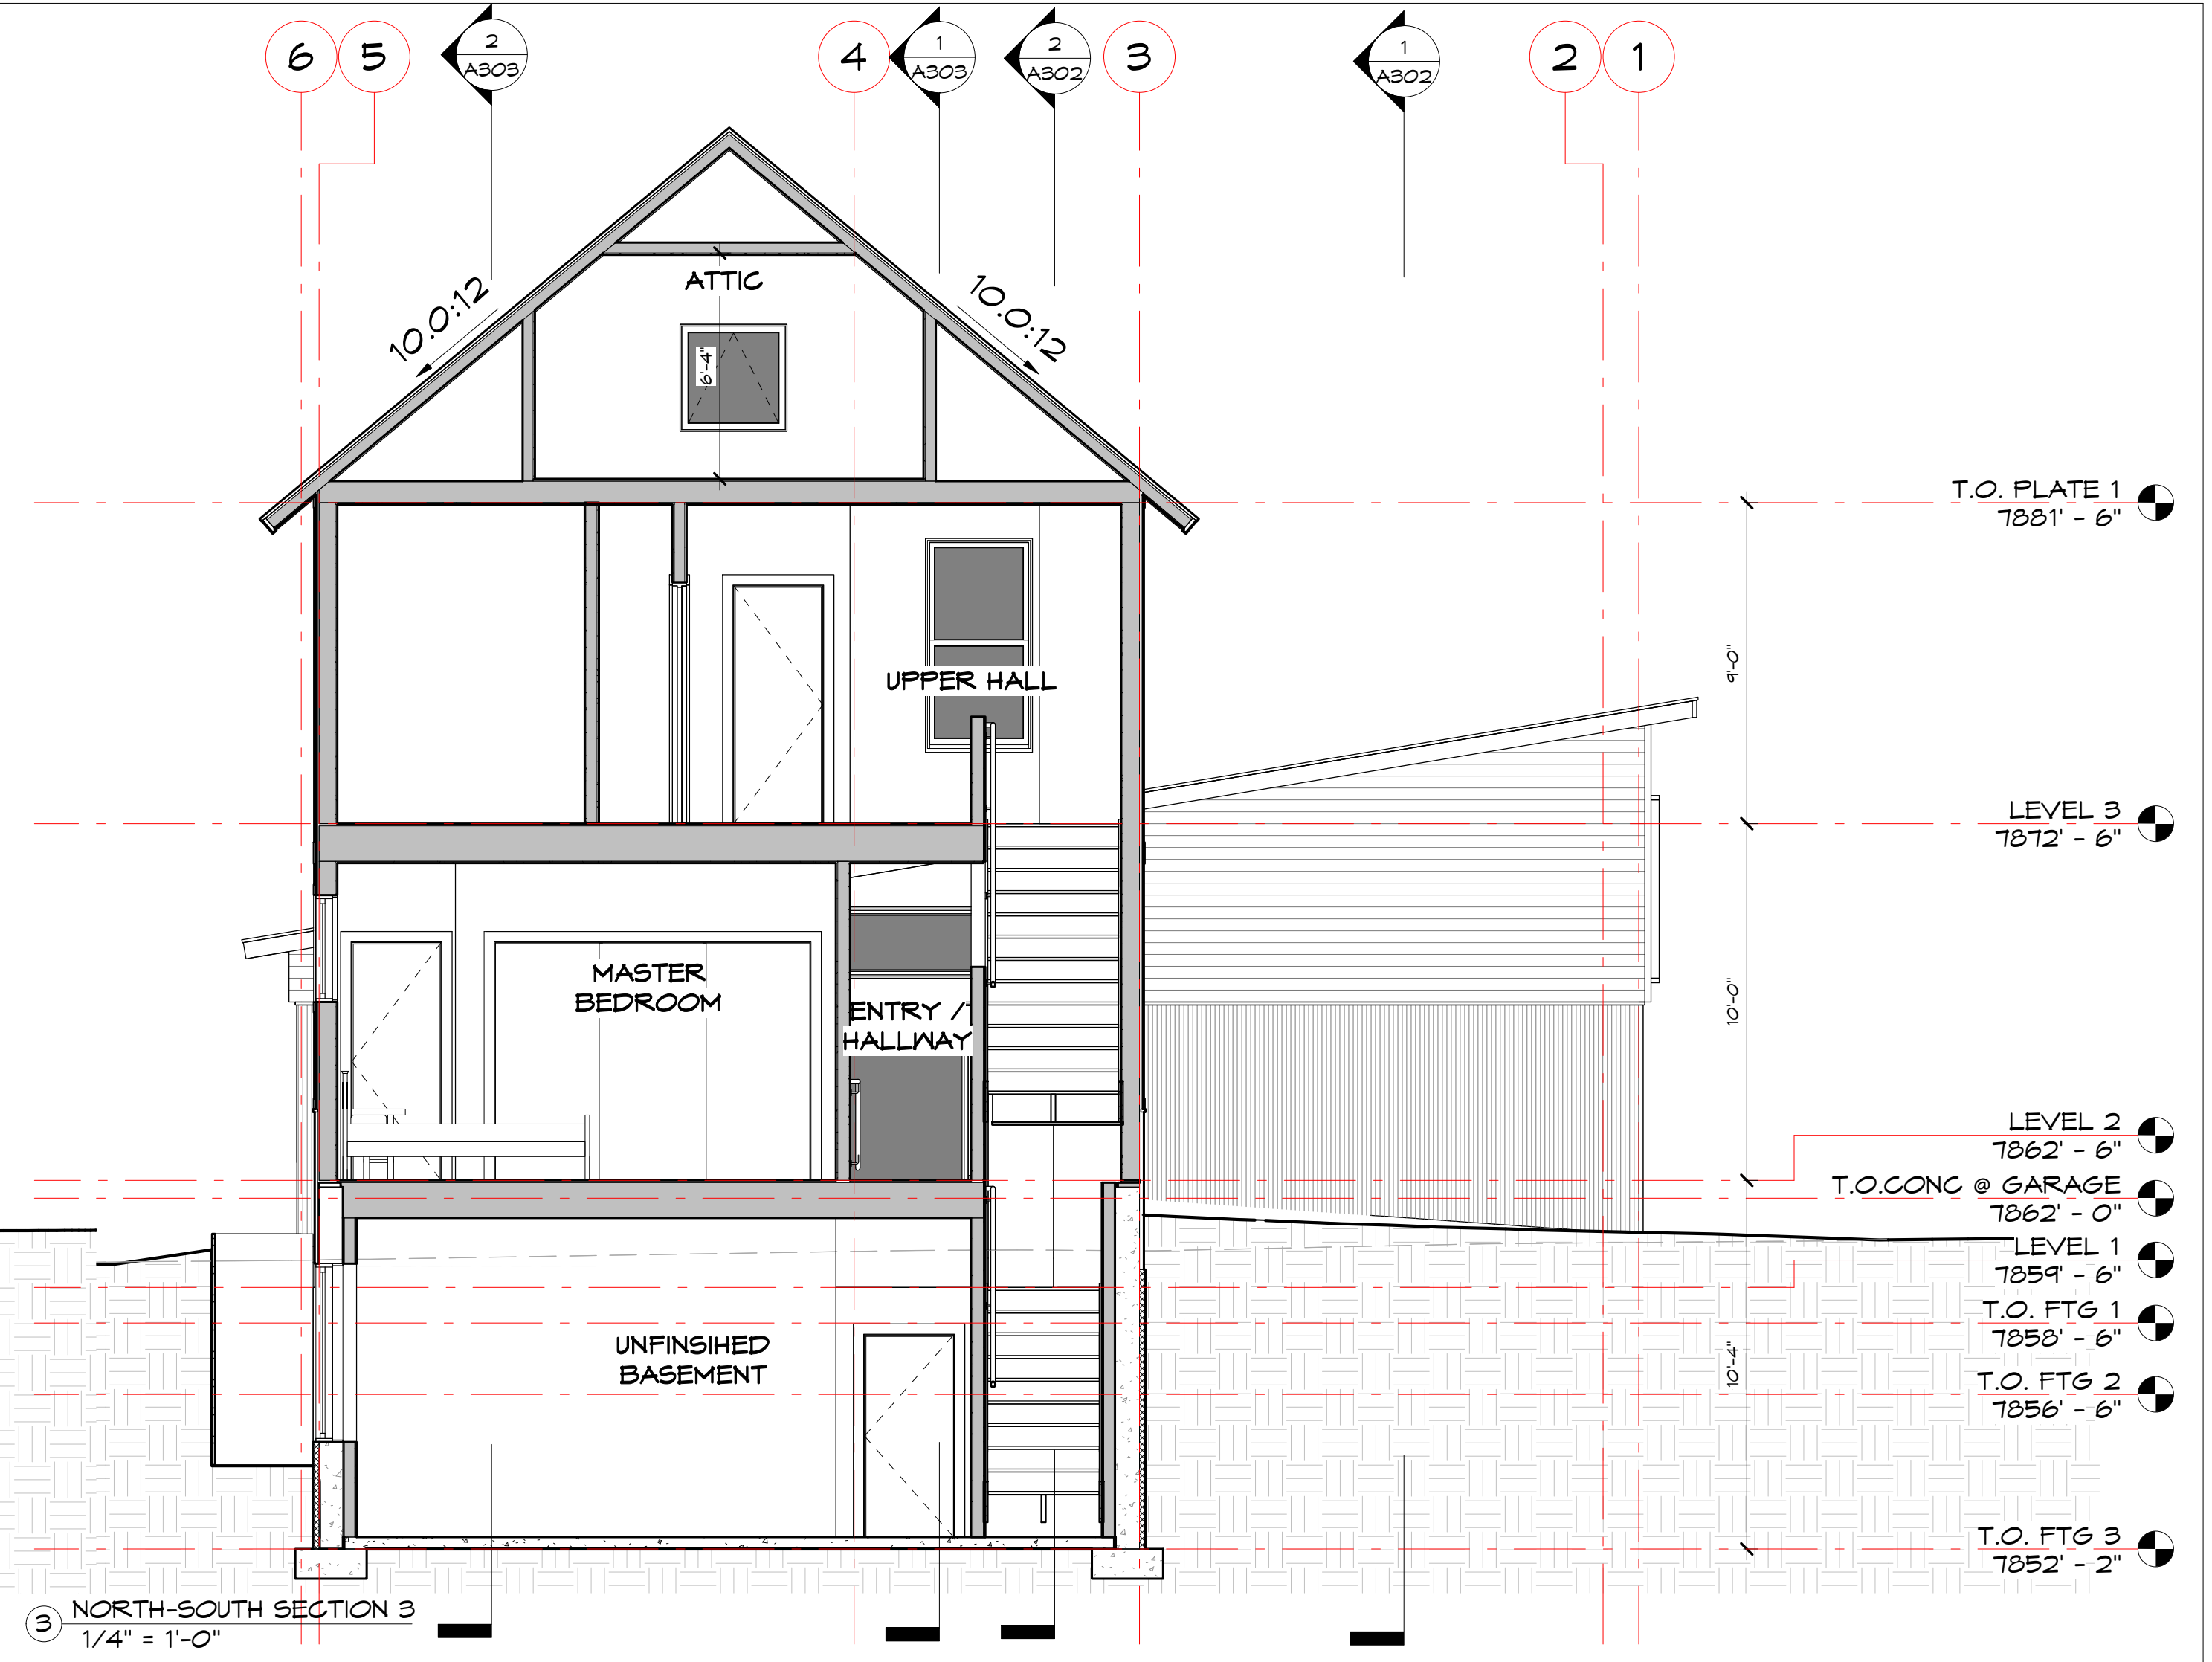 6
5
2
A303
4
1
A303
2
A302
3
1
A302
2
1
10.0:12
ATTIC
10.0:12
6'-4"
T.O. PLATE 1
7881' - 6"
9'-0"
UPPER HALL
LEVEL 3
7872' - 6"
MASTER
BEDROOM
ENTRY /
HALLWAY
10'-0"
LEVEL 2
7862' - 6"
T.O.CONC @ GARAGE
7862' - 0"
LEVEL 1
7859' - 6"
T.O. FTG 1
7858' - 6"
UNFINSIHED
BASEMENT
10'-4"
T.O. FTG 2
7856' - 6"
T.O. FTG 3
7852' - 2"
3
NORTH-SOUTH SECTION 3
1/4" = 1'-0"